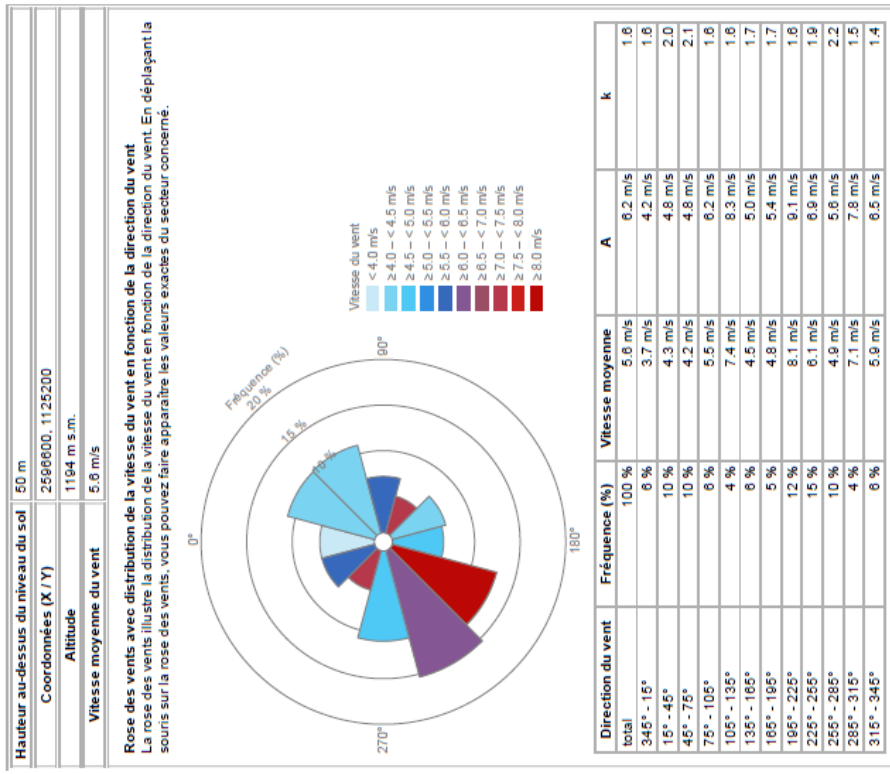 Hauteur au-dessus du niveau du sol 50 m
Coordonnées (X / Y) 2596600, 1125200
Altitude 1194 m s.m.
Vitesse moyenne du vent 5.6 m/s
Rose des vents avec distribution de la vitesse du vent en fonction de la direction du vent
La rose des vents illustre la distribution de la vitesse du vent en fonction de la direction du vent. En déplaçant la
souris sur la rose des vents, vous pouvez faire apparaître les valeurs exactes du secteur concerné.
0°
90°
180°
270°
Fréquence (%)
20 %
15 %
10 %
Vitesse du vent
< 4.0 m/s
≥ 4.0 – < 4.5 m/s
≥ 4.5 – < 5.0 m/s
≥ 5.0 – < 5.5 m/s
≥ 5.5 – < 6.0 m/s
≥ 6.0 – < 6.5 m/s
≥ 6.5 – < 7.0 m/s
≥ 7.0 – < 7.5 m/s
≥ 7.5 – < 8.0 m/s
≥ 8.0 m/s
Direction du vent Fréquence (%) Vitesse moyenne A k
total 100 % 5.6 m/s 6.2 m/s 1.6
345° - 15° 6 % 3.7 m/s 4.2 m/s 1.6
15° - 45° 10 % 4.3 m/s 4.8 m/s 2.0
45° - 75° 10 % 4.2 m/s 4.8 m/s 2.1
75° - 105° 6 % 5.5 m/s 6.2 m/s 1.6
105° - 135° 4 % 7.4 m/s 8.3 m/s 1.6
135° - 165° 6 % 4.5 m/s 5.0 m/s 1.7
165° - 195° 5 % 4.8 m/s 5.4 m/s 1.7
195° - 225° 12 % 8.1 m/s 9.1 m/s 1.6
225° - 255° 15 % 6.1 m/s 6.9 m/s 1.9
255° - 285° 10 % 4.9 m/s 5.6 m/s 2.2
285° - 315° 4 % 7.1 m/s 7.8 m/s 1.5
315° - 345° 6 % 5.9 m/s 6.5 m/s 1.4